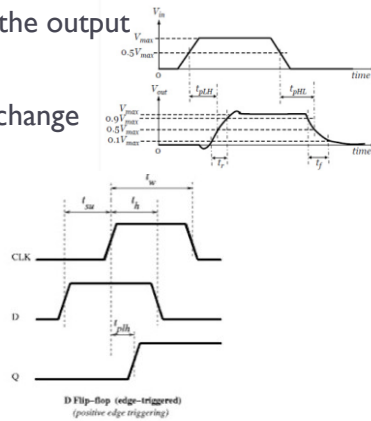 the output
change
V_in
V_max
0.5V_max
0
time
t_pLH
t_pHL
V_out
V_max
0.9V_max
0.5V_max
0.1V_max
0
time
t_r
t_f
t_w
t_su
t_h
CLK
D
t_plh
Q
D Flip-flop (edge-triggered)
(positive edge triggering)